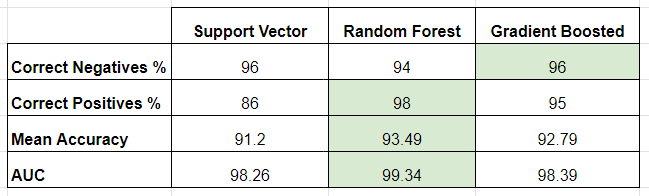 Support Vector Random Forest Gradient Boosted
Correct Negatives % 96 94 96
Correct Positives % 86 98 95
Mean Accuracy 91.2 93.49 92.79
AUC 98.26 99.34 98.39